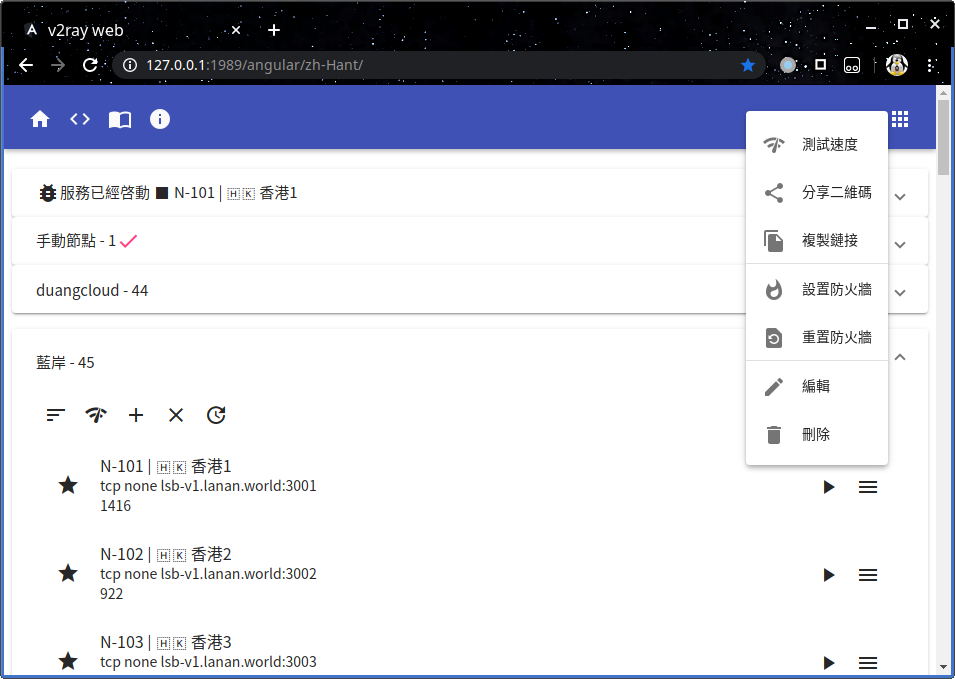 v2ray web
127.0.0.1:1989/angular/zh-Hant/
測試速度
分享二維碼
複製鏈接
設置防火牆
重置防火牆
編輯
刪除
服務已經啓動 ■ N-101 | 🇭🇰 香港1
手動節點 - 1
duangcloud - 44
藍岸 - 45
N-101 | 🇭🇰 香港1
tcp none lsb-v1.lanan.world:3001
1416
N-102 | 🇭🇰 香港2
tcp none lsb-v1.lanan.world:3002
922
N-103 | 🇭🇰 香港3
tcp none lsb-v1.lanan.world:3003